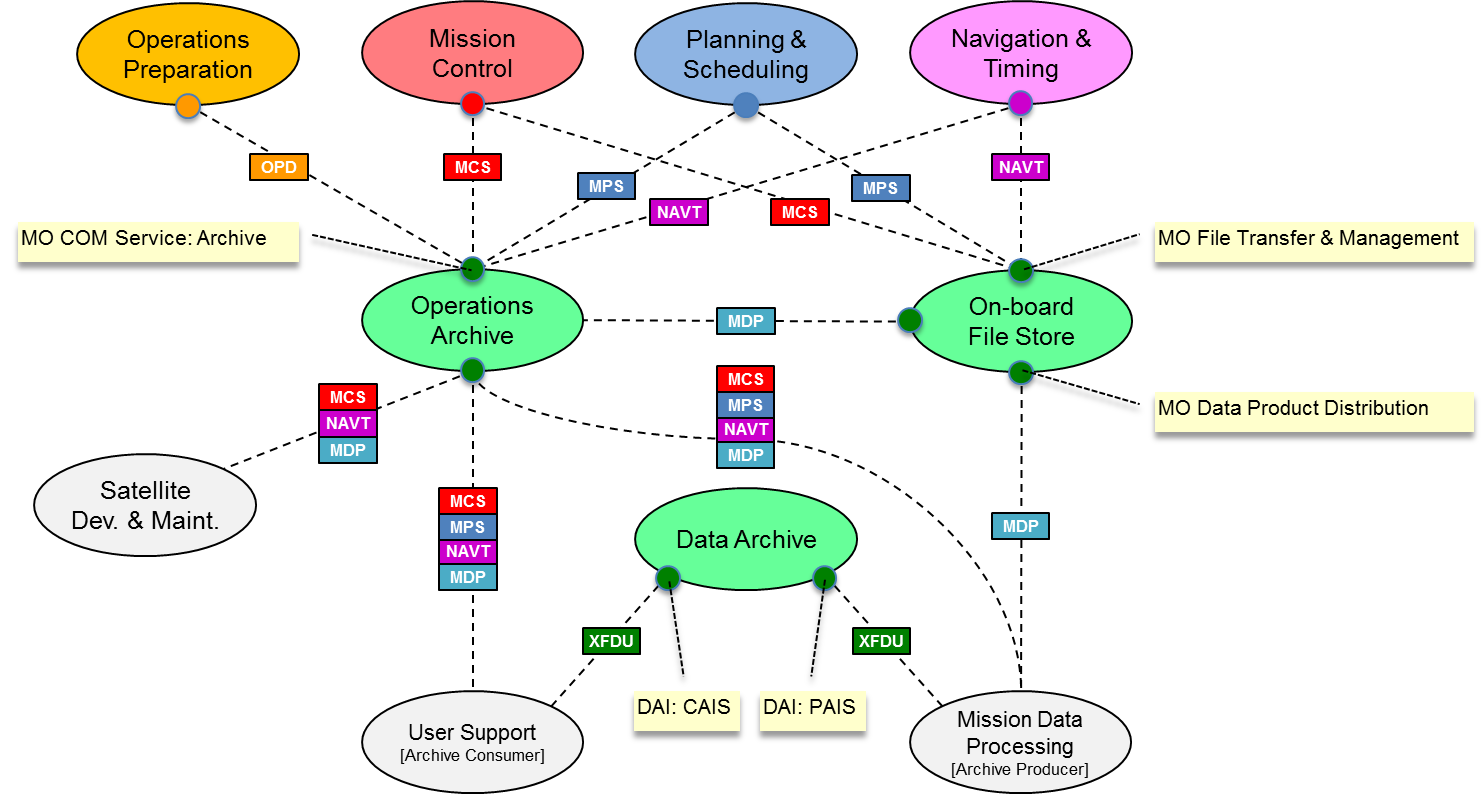 Operations
Preparation
Mission
Control
Planning &
Scheduling
Navigation &
Timing
OPD
MCS
MPS
NAVT
MCS
MPS
NAVT
MO COM Service: Archive
MO File Transfer & Management
Operations
Archive
MDP
On-board
File Store
MCS
NAVT
MDP
MCS
MPS
NAVT
MDP
MO Data Product Distribution
Satellite
Dev. & Maint.
MCS
MPS
NAVT
MDP
Data Archive
MDP
XFDU
XFDU
DAI: CAIS
DAI: PAIS
User Support
[Archive Consumer]
Mission Data
Processing
[Archive Producer]